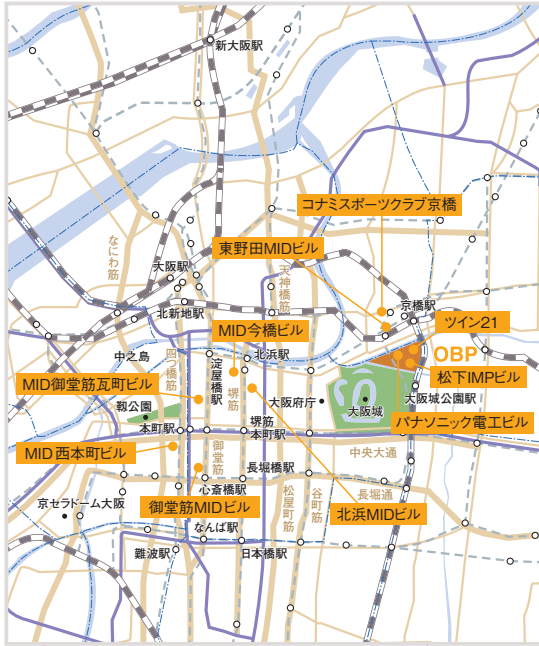 新大阪駅
コナミスポーツクラブ京橋
なにわ筋
東野田MIDビル
天神橋筋
大阪駅
京橋駅
北新地駅
ツイン21
MID今橋ビル
中之島
四つ橋筋
淀屋橋駅
北浜駅
OBP
松下IMPビル
MID御堂筋瓦町ビル
堺筋
大阪府庁
大阪城
大阪城公園駅
靱公園
本町駅
堺筋
本町駅
パナソニック電工ビル
MID西本町ビル
御堂筋
中央大通
長堀橋駅
心斎橋駅
長堀通
京セラドーム大阪
御堂筋MIDビル
松屋町筋
谷町筋
北浜MIDビル
なんば駅
難波駅
日本橋駅